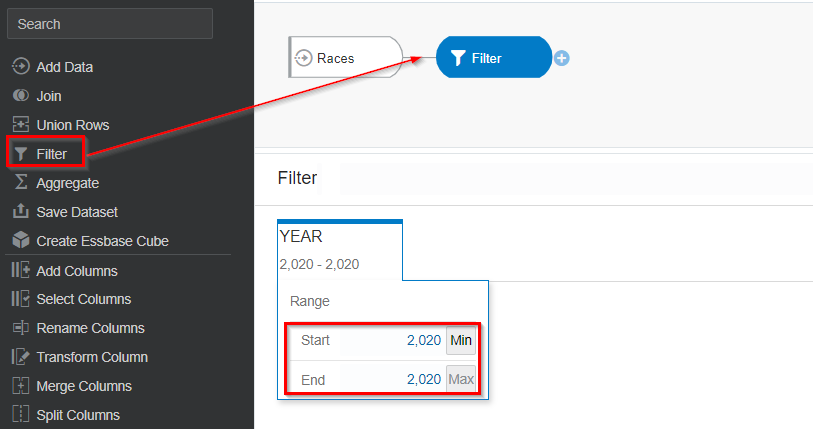 Search
Add Data
Join
Union Rows
Filter
Aggregate
Save Dataset
Create Essbase Cube
Add Columns
Select Columns
Rename Columns
Transform Column
Merge Columns
Split Columns
Races
Filter
Filter
YEAR
2,020 - 2,020
Range
Start 2,020 Min
End 2,020 Max